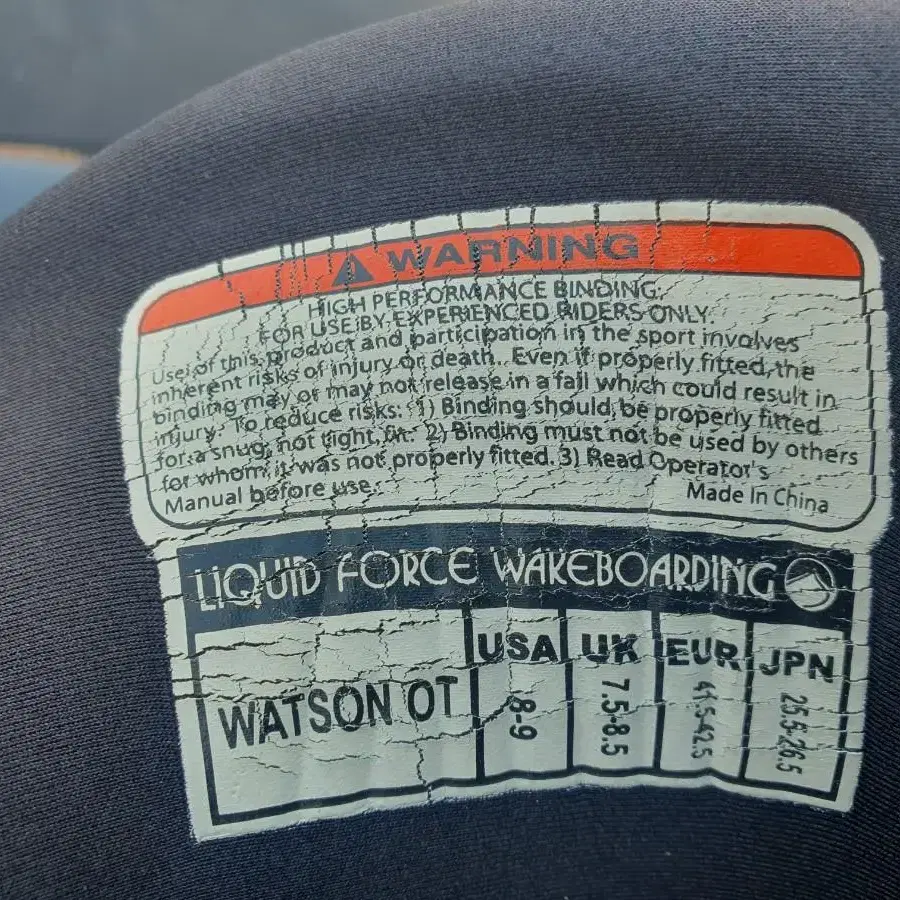 WARNING
HIGH PERFORMANCE BINDING.
FOR USE BY EXPERIENCED RIDERS ONLY.
Use of this product and participation in the sport involves
inherent risks of injury or death. Even if properly fitted, the
binding may or may not release in a fall which could result in
injury. To reduce risks: 1) Binding should be properly fitted
for a snug, not tight, fit. 2) Binding must not be used by others
for whom it was not properly fitted. 3) Read Operator's
Manual before use.
Made In China
LIQUID FORCE WAKEBOARDING
WATSON OT
USA UK EUR JPN
8-9 7.5-8.5 41.5-42.5 25.5-26.5